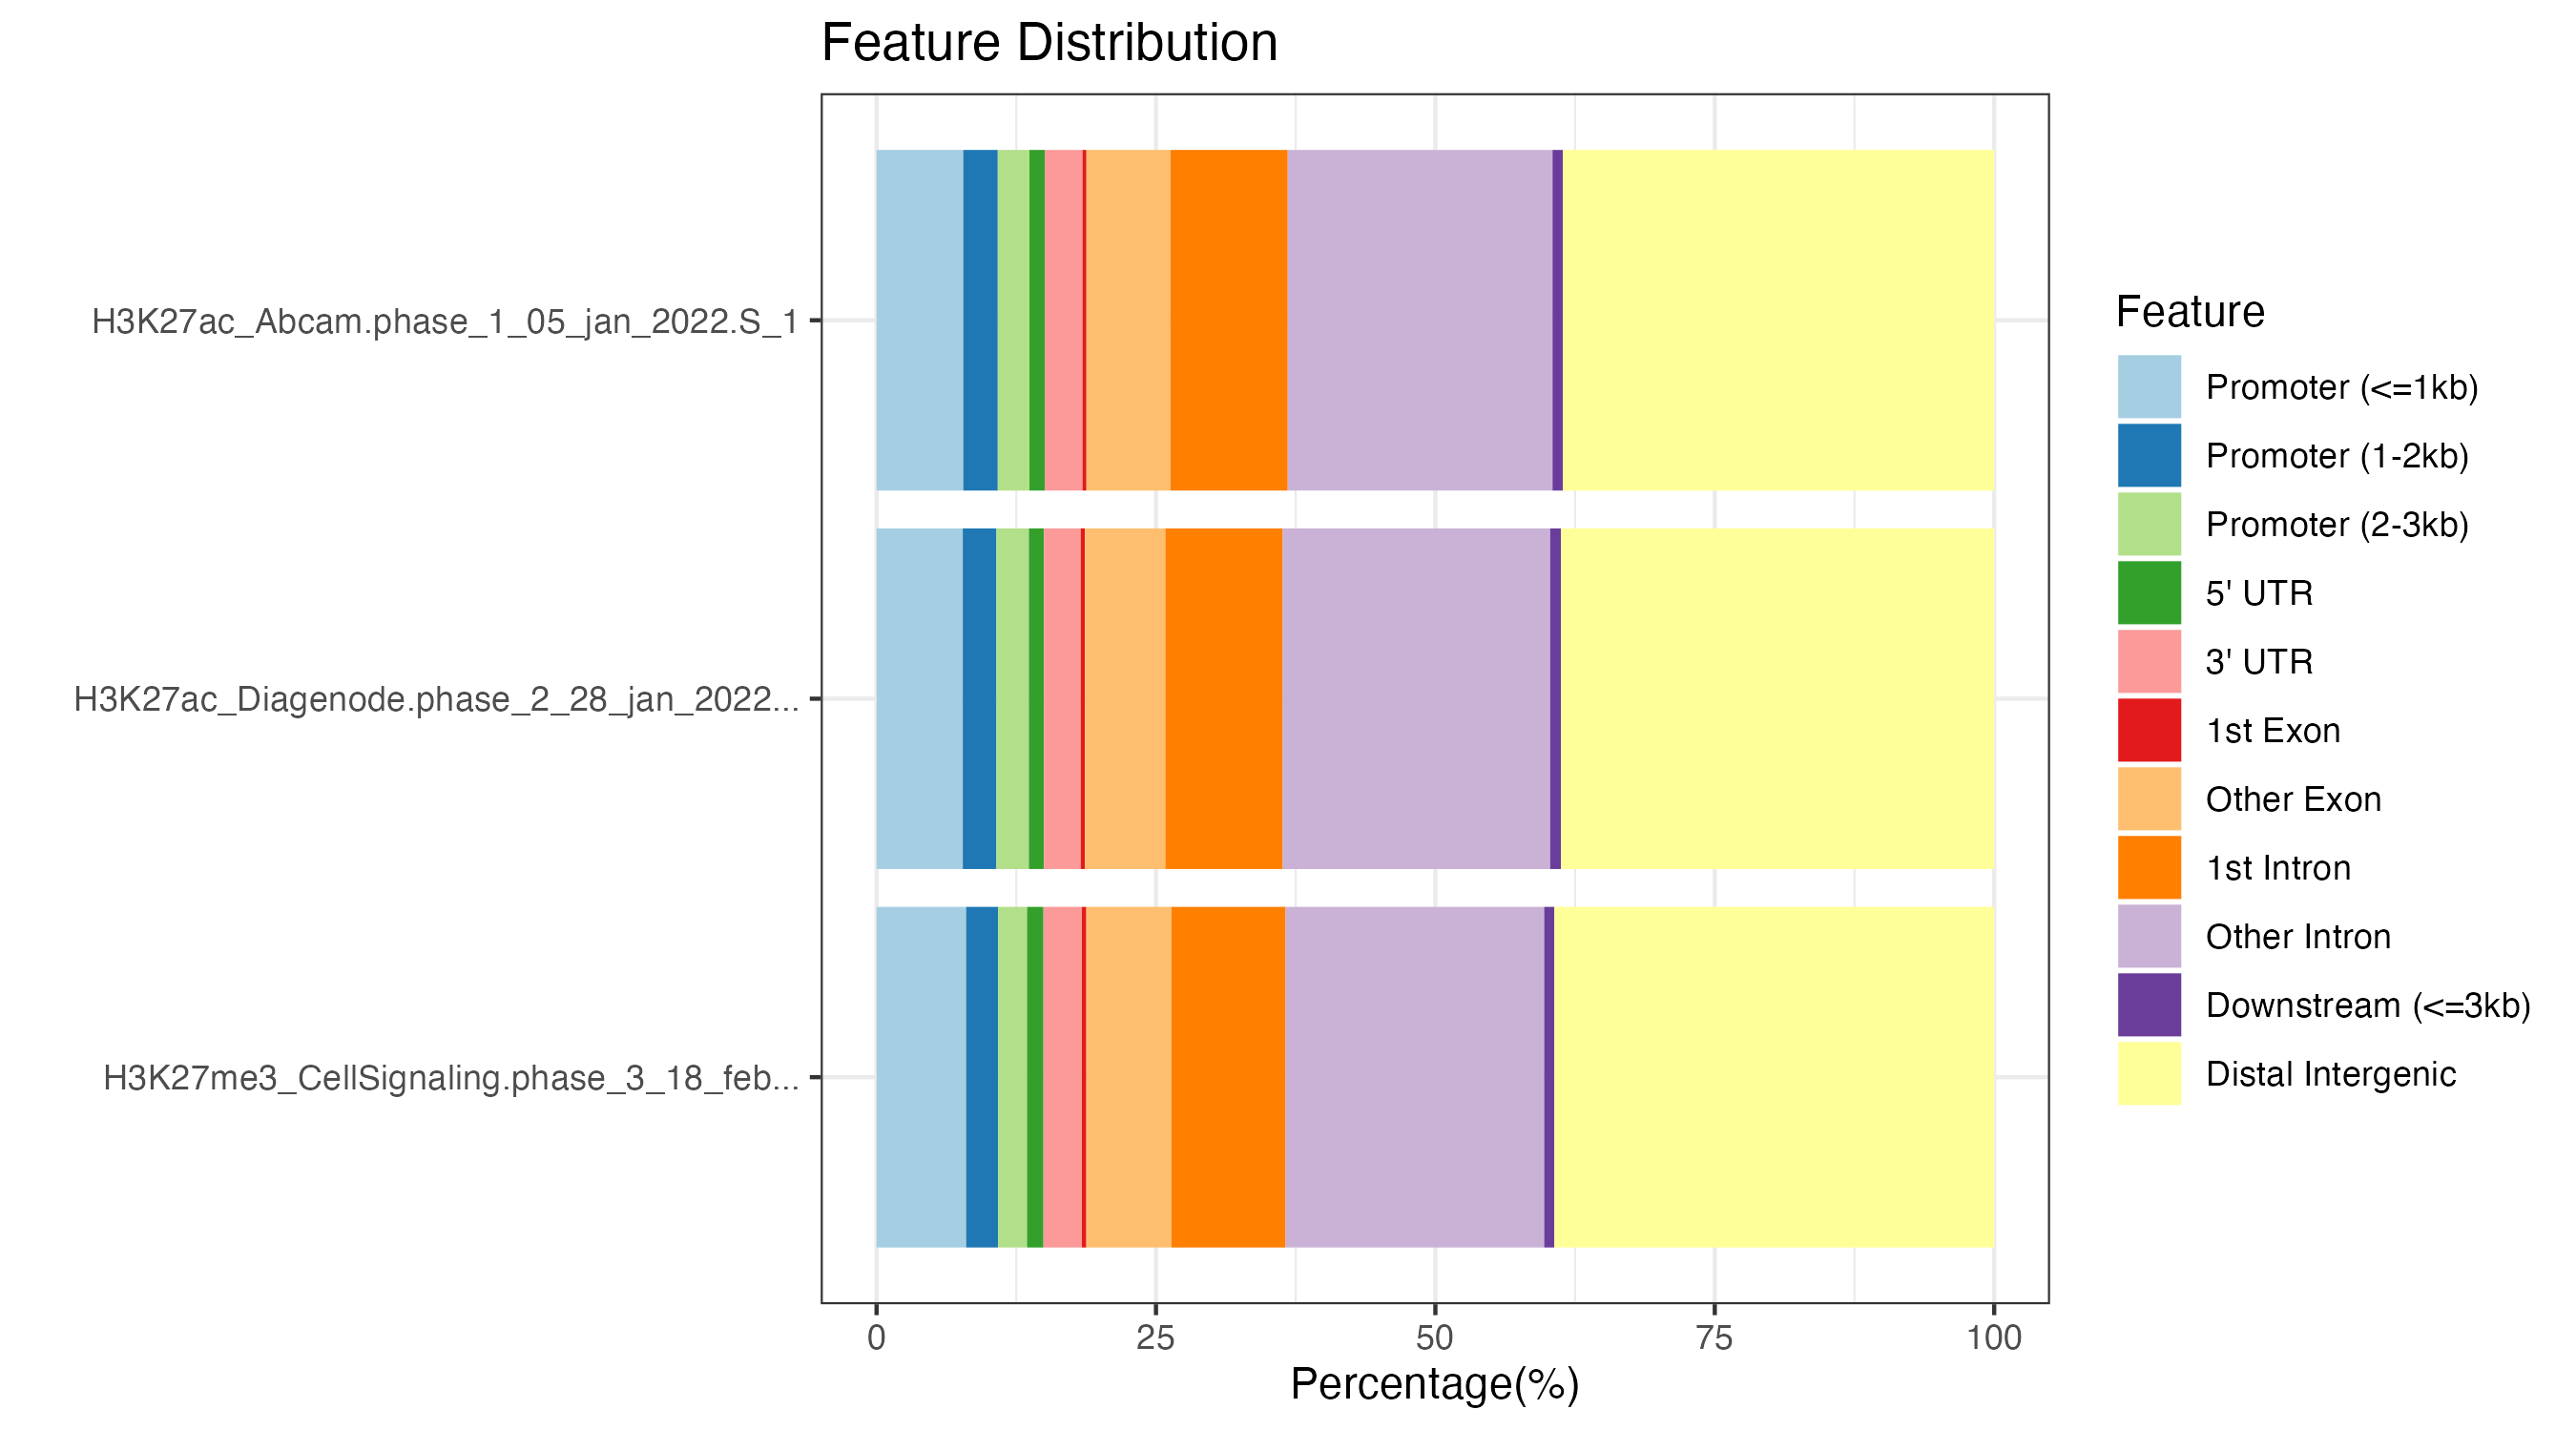 Feature Distribution
H3K27ac_Abcam.phase_1_05_jan_2022.S_1
H3K27ac_Diagenode.phase_2_28_jan_2022...
H3K27me3_CellSignaling.phase_3_18_feb...
0 25 50 75 100
Percentage(%)
Feature
Promoter (<=1kb)
Promoter (1-2kb)
Promoter (2-3kb)
5' UTR
3' UTR
1st Exon
Other Exon
1st Intron
Other Intron
Downstream (<=3kb)
Distal Intergenic